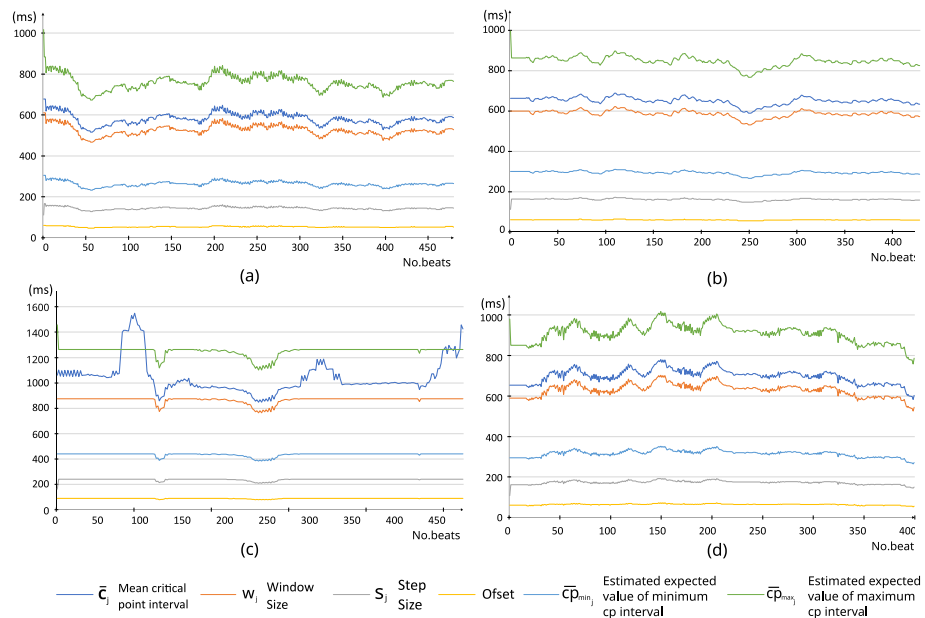 (ms)
1000
800
600
400
200
0
0 50 100 150 200 250 300 350 400 450
No.beats
(a)
(ms)
1000
800
600
400
200
0
0 50 100 150 200 250 300 350 400
No.beats
(b)
(ms)
1600
1400
1200
1000
800
600
400
200
0
0 50 100 150 200 250 300 350 400 450
No.beats
(c)
(ms)
1000
800
600
400
200
0
0 50 100 150 200 250 300 350 400
No.beat
(d)
c̄j Mean critical point interval
wj Window Size
Sj Step Size
Ofset
c̅p̅minj Estimated expected value of minimum cp interval
c̅p̅maxj Estimated expected value of maximum cp interval